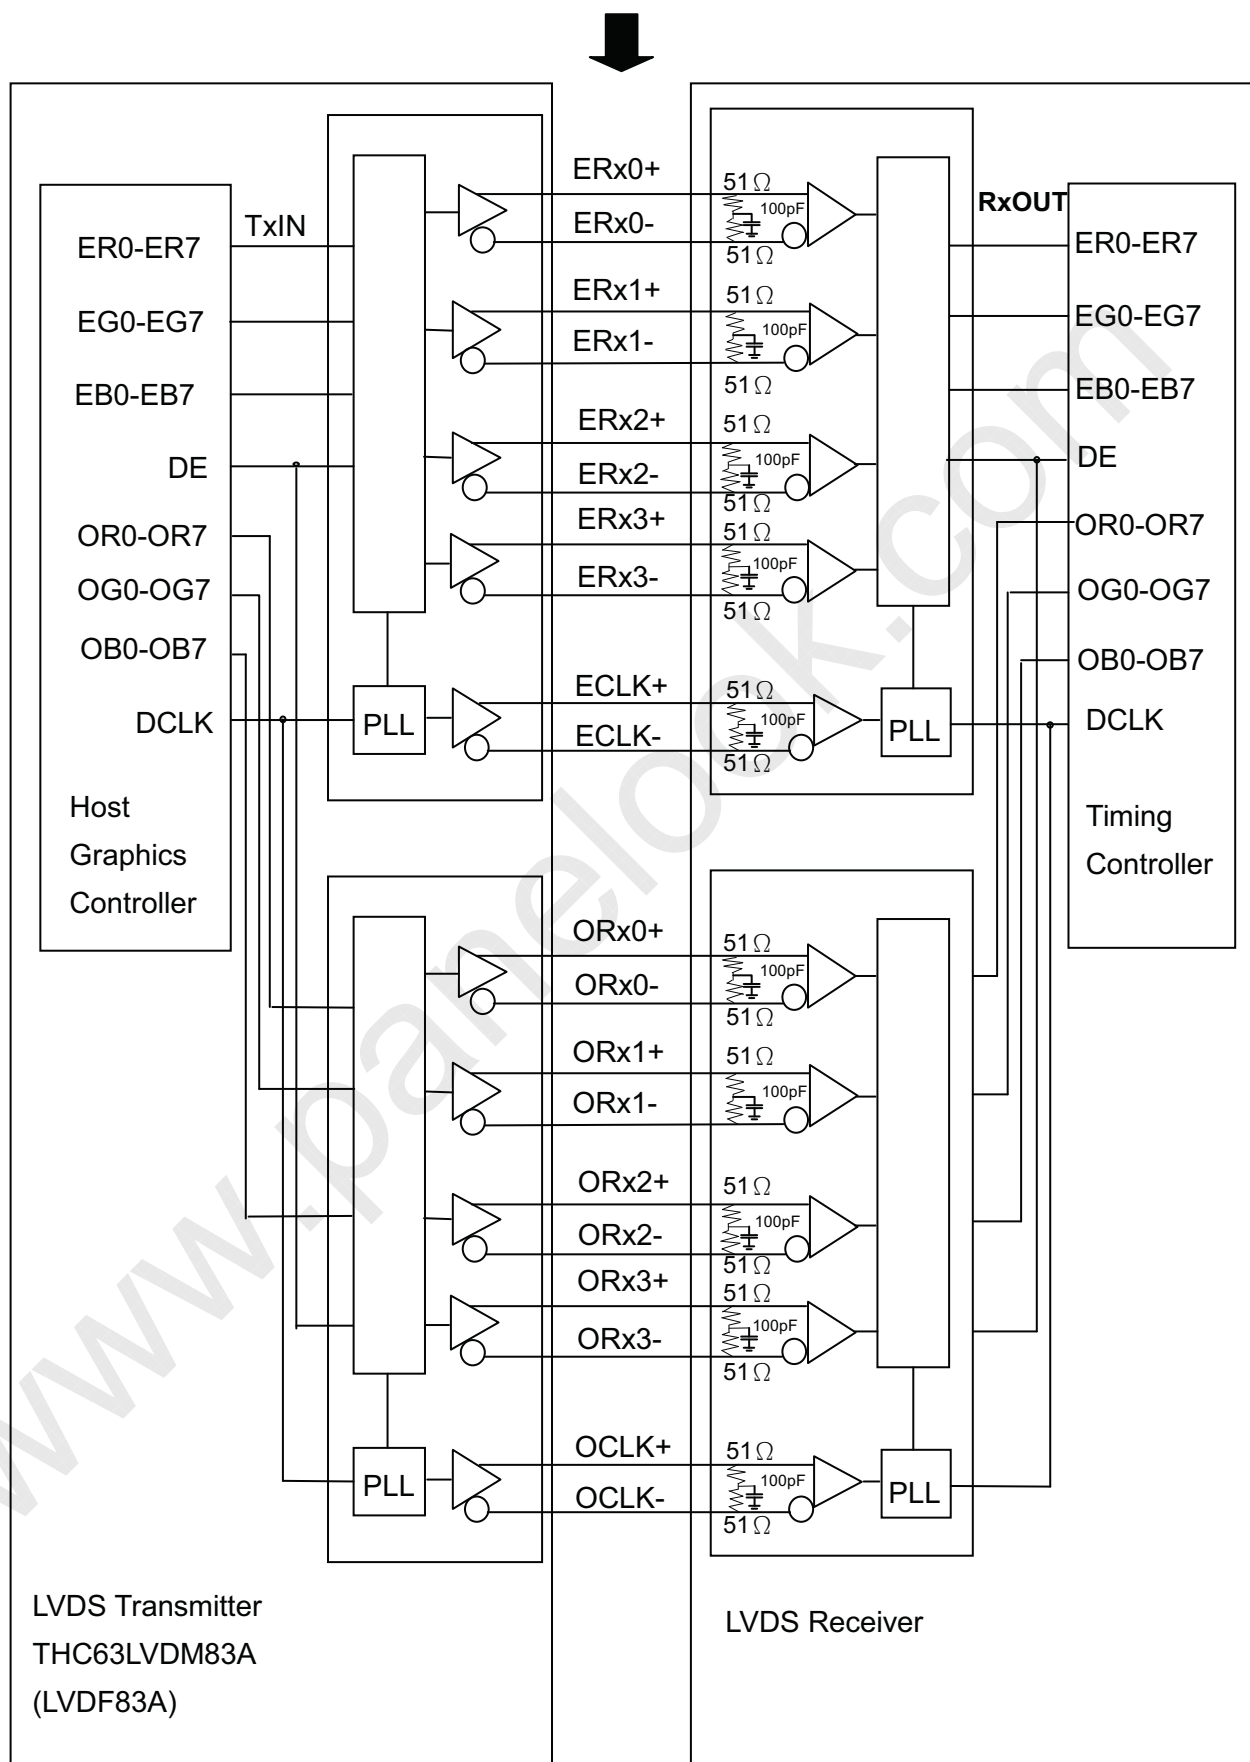 ERx0+
51Ω
100pF
RxOUT
TxIN
ERx0-
ER0-ER7
51Ω
ER0-ER7
ERx1+
51Ω
EG0-EG7
100pF
EG0-EG7
ERx1-
51Ω
EB0-EB7
EB0-EB7
ERx2+
51Ω
DE
100pF
DE
ERx2-
51Ω
ERx3+
51Ω
OR0-OR7
OR0-OR7
100pF
ERx3-
OG0-OG7
OG0-OG7
51Ω
OB0-OB7
OB0-OB7
ECLK+
51Ω
DCLK
PLL
100pF
PLL
DCLK
ECLK-
51Ω
Host
Graphics
Controller
Timing
Controller
ORx0+
51Ω
100pF
ORx0-
51Ω
ORx1+
51Ω
100pF
ORx1-
51Ω
ORx2+
51Ω
100pF
ORx2-
51Ω
ORx3+
51Ω
100pF
ORx3-
51Ω
OCLK+
51Ω
PLL
100pF
PLL
OCLK-
51Ω
LVDS Transmitter
THC63LVDM83A
(LVDF83A)
LVDS Receiver
www.panelook.com